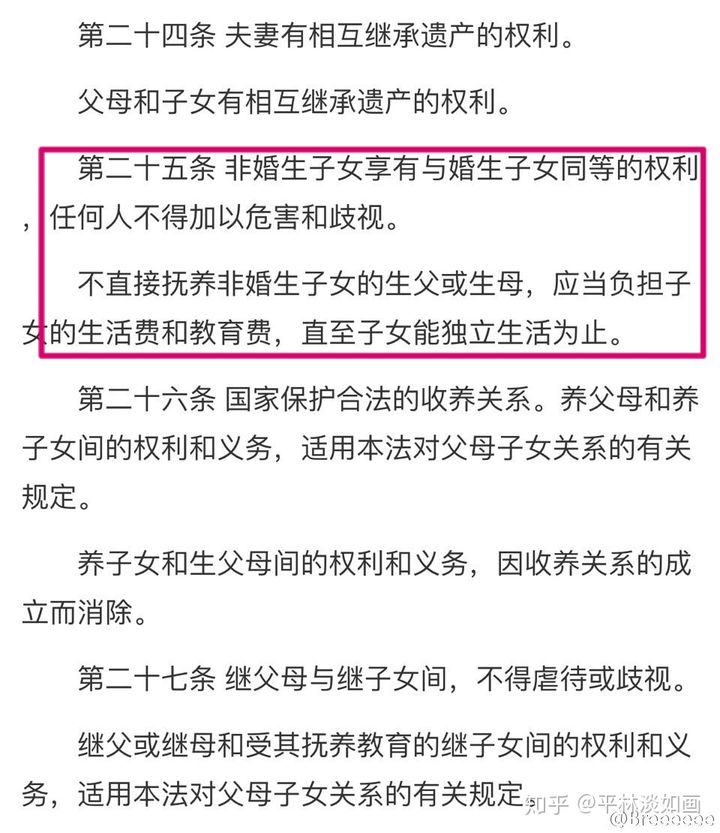 第二十四条 夫妻有相互继承遗产的权利。
父母和子女有相互继承遗产的权利。
第二十五条 非婚生子女享有与婚生子女同等的权利
，任何人不得加以危害和歧视。
不直接抚养非婚生子女的生父或生母，应当负担子
女的生活费和教育费，直至子女能独立生活为止。
第二十六条 国家保护合法的收养关系。养父母和养
子女间的权利和义务，适用本法对父母子女关系的有关
规定。
养子女和生父母间的权利和义务，因收养关系的成
立而消除。
第二十七条 继父母与继子女间，不得虐待或歧视。
继父或继母和受其抚养教育的继子女间的权利和义
务，适用本法对父母子女关系的有关规定。
知乎 @平林淡如画